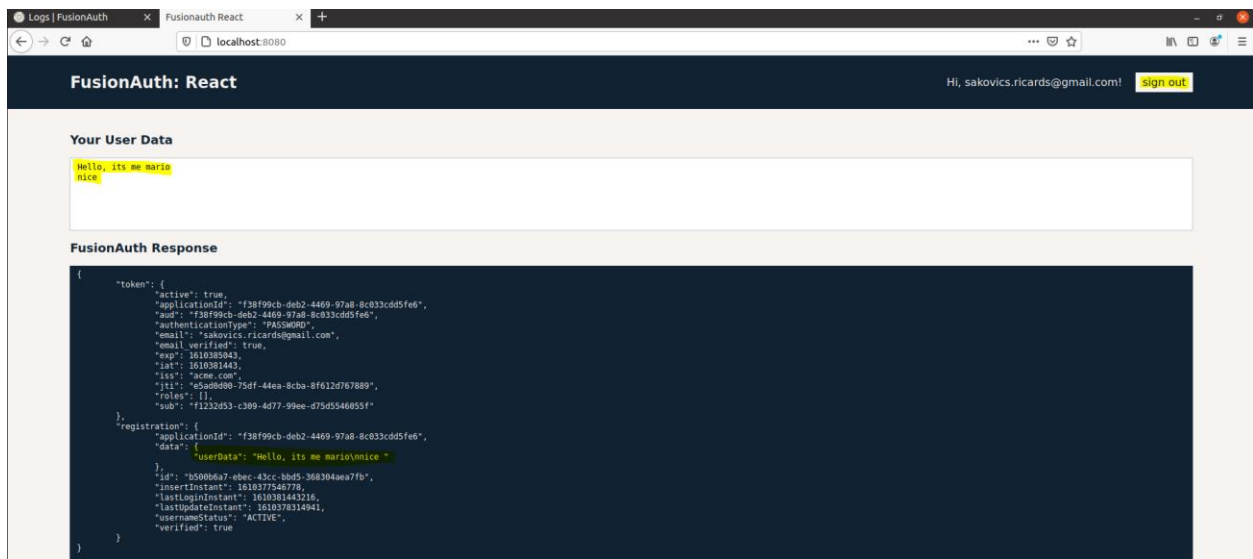 Logs | FusionAuth
Fusionauth React
localhost:8080
FusionAuth: React
Hi, sakovics.ricards@gmail.com!
sign out
Your User Data
Hello, its me mario
nice
FusionAuth Response
{
"token": {
"active": true,
"applicationId": "f38f99cb-deb2-4469-97a8-8c033cdd5fe6",
"aud": "f38f99cb-deb2-4469-97a8-8c033cdd5fe6",
"authenticationType": "PASSWORD",
"email": "sakovics.ricards@gmail.com",
"email_verified": true,
"exp": 1610385043,
"iat": 1610381443,
"iss": "acme.com",
"jti": "e5ad0d00-75df-44ea-8cba-8f612d767889",
"roles": [],
"sub": "f1232d53-c309-4d77-99ee-d75d5546055f"
},
"registration": {
"applicationId": "f38f99cb-deb2-4469-97a8-8c033cdd5fe6",
"data": {
"userData": "Hello, its me mario\nnice "
},
"id": "b500b6a7-ebec-43cc-bbd5-368304aea7fb",
"insertInstant": 1610377546778,
"lastLoginInstant": 1610381443216,
"lastUpdateInstant": 1610378314941,
"usernameStatus": "ACTIVE",
"verified": true
}
}